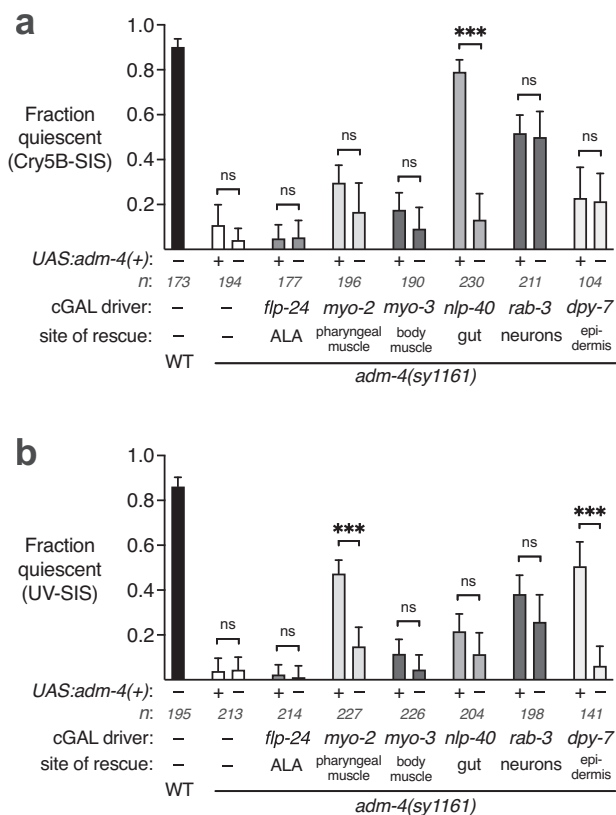 a
***
1.0
ns
0.8
Fraction
quiescent
(Cry5B-SIS)
ns
0.6
ns
ns
0.4
ns
ns
0.2
UAS:adm-4(+): – + – + – + – + – + – + – + –
n: 173 194 177 196 190 230 211 104
cGAL driver: – – flp-24 myo-2 myo-3 nlp-40 rab-3 dpy-7
site of rescue: – – ALA pharyngeal muscle body muscle gut neurons epi-dermis
WT
adm-4(sy1161)
b
1.0
***
0.8
***
Fraction
quiescent
(UV-SIS)
ns
0.6
ns
0.4
ns
ns
ns
0.2
UAS:adm-4(+): – + – + – + – + – + – + – + –
n: 195 213 214 227 226 204 198 141
cGAL driver: – – flp-24 myo-2 myo-3 nlp-40 rab-3 dpy-7
site of rescue: – – ALA pharyngeal muscle body muscle gut neurons epi-dermis
WT
adm-4(sy1161)